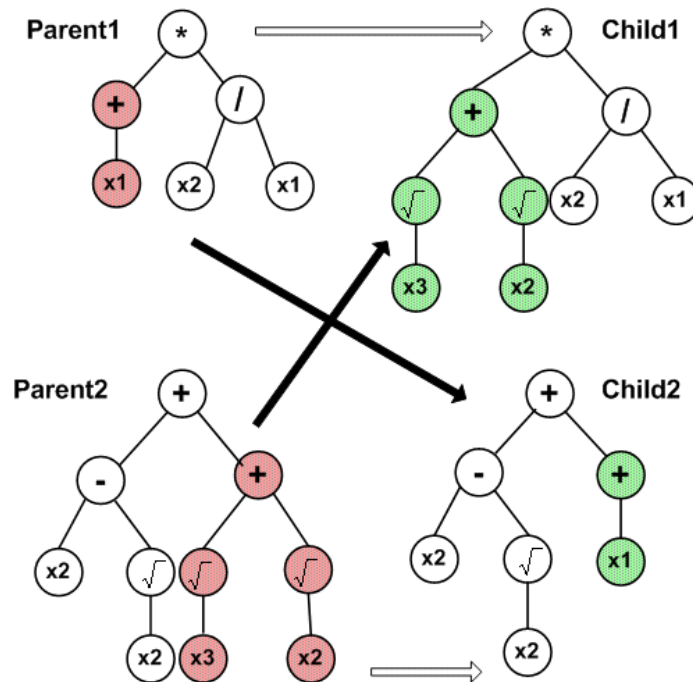 Parent1 * Child1
+ / + /
x1 x2 x1 √ √ x2 x1
x3 x2
Parent2 + + Child2
- + - +
x2 √ √ √ x2 √ x1
x2 x3 x2 x2